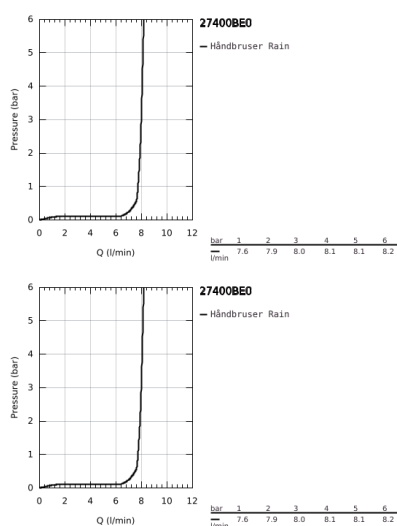 27400BE0
Håndbruser Rain
6
5
4
3
2
1
0
Pressure (bar)
0 2 4 6 8 10 12
Q (l/min)
bar 1 2 3 4 5 6
l/min 7.6 7.9 8.0 8.1 8.1 8.2
27400BE0
Håndbruser Rain
6
5
4
3
2
1
0
Pressure (bar)
0 2 4 6 8 10 12
Q (l/min)
bar 1 2 3 4 5 6
l/min 7.6 7.9 8.0 8.1 8.1 8.2